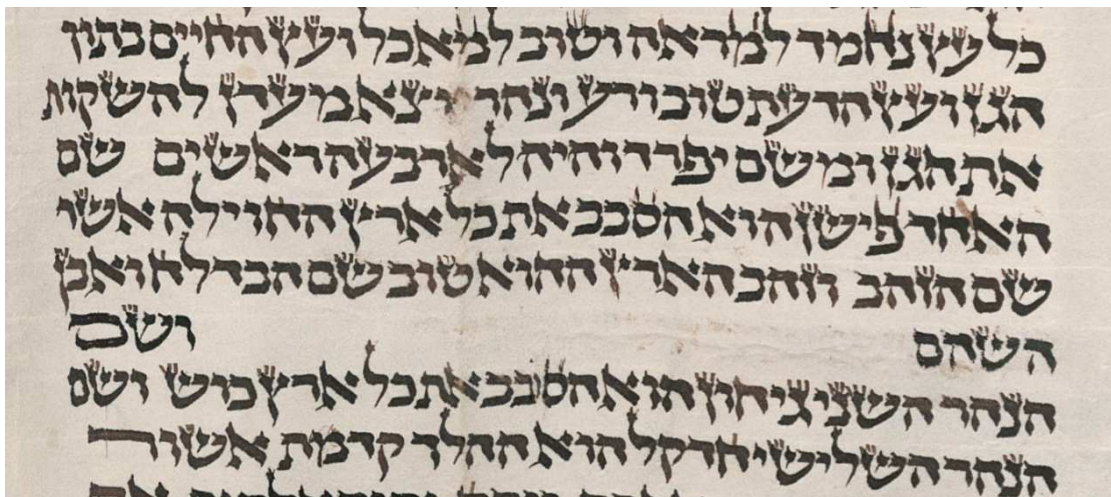 כל עץ נחמד למראה וטוב למאכל ועץ החיים בתוך
הגן ועץ הדעת טוב ורע ונהר יצא מעדן להשקות
את הגן ומשם יפרד והיה לארבעה ראשים שם
האחד פישון הוא הסבב את כל ארץ החוילה אשר
שם הזהב וזהב הארץ ההוא טוב שם הבדלח ואבן
השהם ושם
הנהר השני גיחון הוא הסובב את כל ארץ כוש ושם
הנהר השלישי חדקל הוא ההלך קדמת אשור